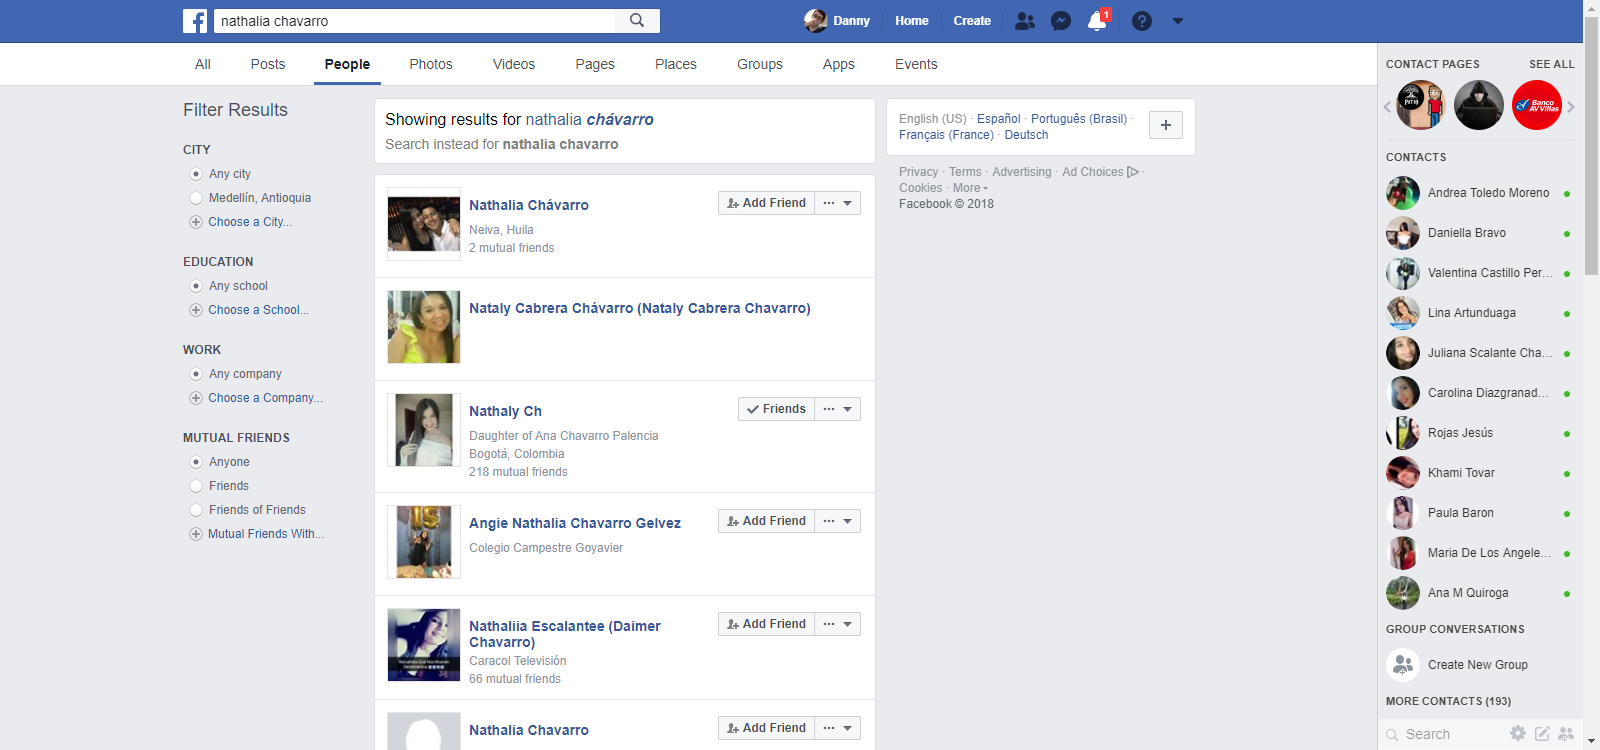 nathalia chavarro
Danny
Home
Create
1
All
Posts
People
Photos
Videos
Pages
Places
Groups
Apps
Events
Filter Results
CITY
Any city
Medellín, Antioquia
Choose a City...
EDUCATION
Any school
Choose a School...
WORK
Any company
Choose a Company...
MUTUAL FRIENDS
Anyone
Friends
Friends of Friends
Mutual Friends With...
Showing results for nathalia chávarro
Search instead for nathalia chavarro
Nathalia Chávarro
Neiva, Huila
2 mutual friends
Add Friend
Nataly Cabrera Chávarro (Nataly Cabrera Chavarro)
Nathaly Ch
Daughter of Ana Chavarro Palencia
Bogotá, Colombia
218 mutual friends
Friends
Angie Nathalia Chavarro Gelvez
Colegio Campestre Goyavier
Add Friend
15
Nathaliia Escalantee (Daimer
Chavarro)
Caracol Televisión
66 mutual friends
Add Friend
Nathalia Chavarro
Add Friend
English (US) · Español · Português (Brasil) ·
Français (France) · Deutsch
Privacy · Terms · Advertising · Ad Choices ·
Cookies · More
Facebook © 2018
CONTACT PAGES
SEE ALL
Banco
AV Villas
CONTACTS
Andrea Toledo Moreno
Daniella Bravo
Valentina Castillo Per...
Lina Artunduaga
Juliana Scalante Cha...
Carolina Diazgranad...
Rojas Jesús
Khami Tovar
Paula Baron
Maria De Los Angele...
Ana M Quiroga
GROUP CONVERSATIONS
Create New Group
MORE CONTACTS (193)
Search